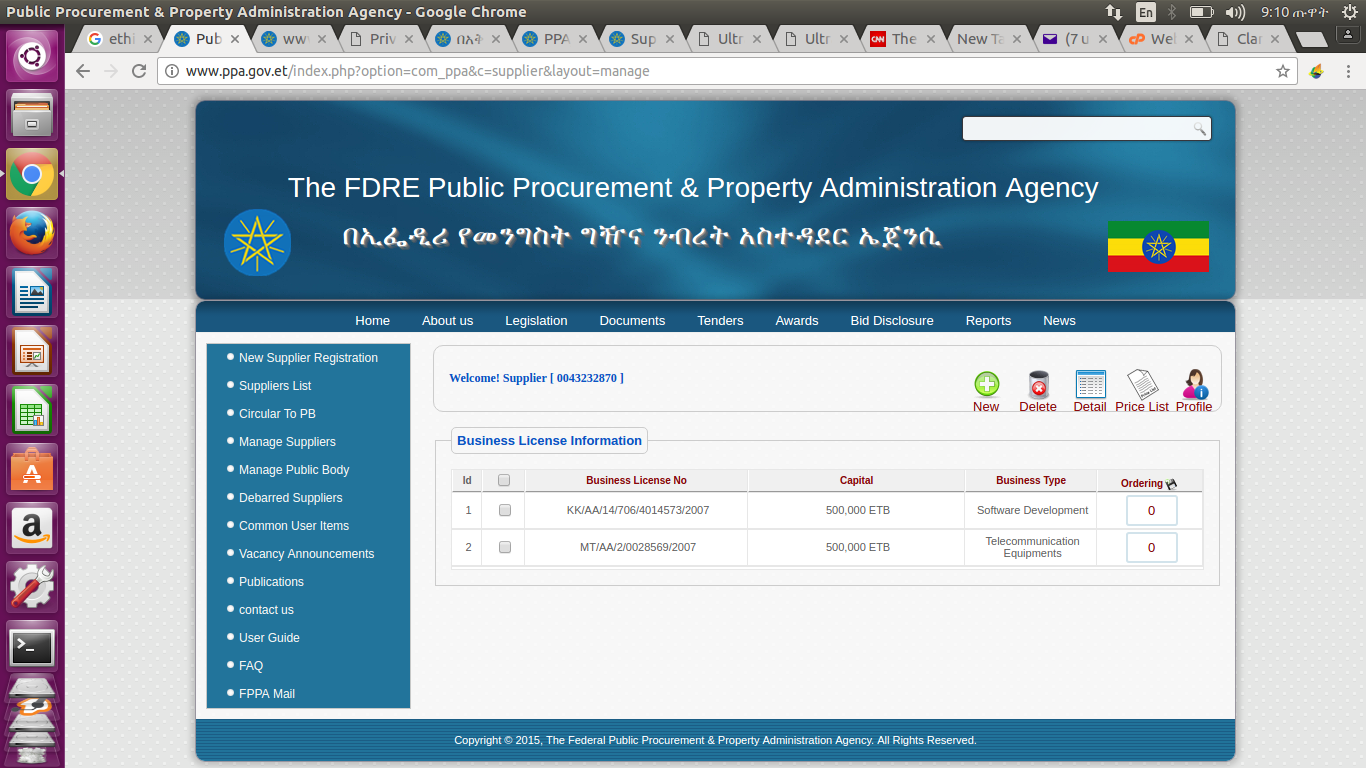 Public Procurement & Property Administration Agency - Google Chrome
En
9:10 ጡዋት
ethi
Pub
wwv
Priv
በአቅ
PPA
Sup
Ultr
Ultr
CNN The
New Ta
(7 u
cP Wel
Clar
www.ppa.gov.et/index.php?option=com_ppa&c=supplier&layout=manage
The FDRE Public Procurement & Property Administration Agency
በኢፌዲሪ የመንግስት ግዥና ንብረት አስተዳደር ኤጀንሲ
Home About us Legislation Documents Tenders Awards Bid Disclosure Reports News
New Supplier Registration
Suppliers List
Circular To PB
Manage Suppliers
Manage Public Body
Debarred Suppliers
Common User Items
Vacancy Announcements
Publications
contact us
User Guide
FAQ
FPPA Mail
Welcome! Supplier [ 0043232870 ]
New Delete Detail Price List Profile
Business License Information
Id Business License No Capital Business Type Ordering
1 KK/AA/14/706/4014573/2007 500,000 ETB Software Development 0
2 MT/AA/2/0028569/2007 500,000 ETB Telecommunication Equipments 0
Copyright © 2015, The Federal Public Procurement & Property Administration Agency. All Rights Reserved.